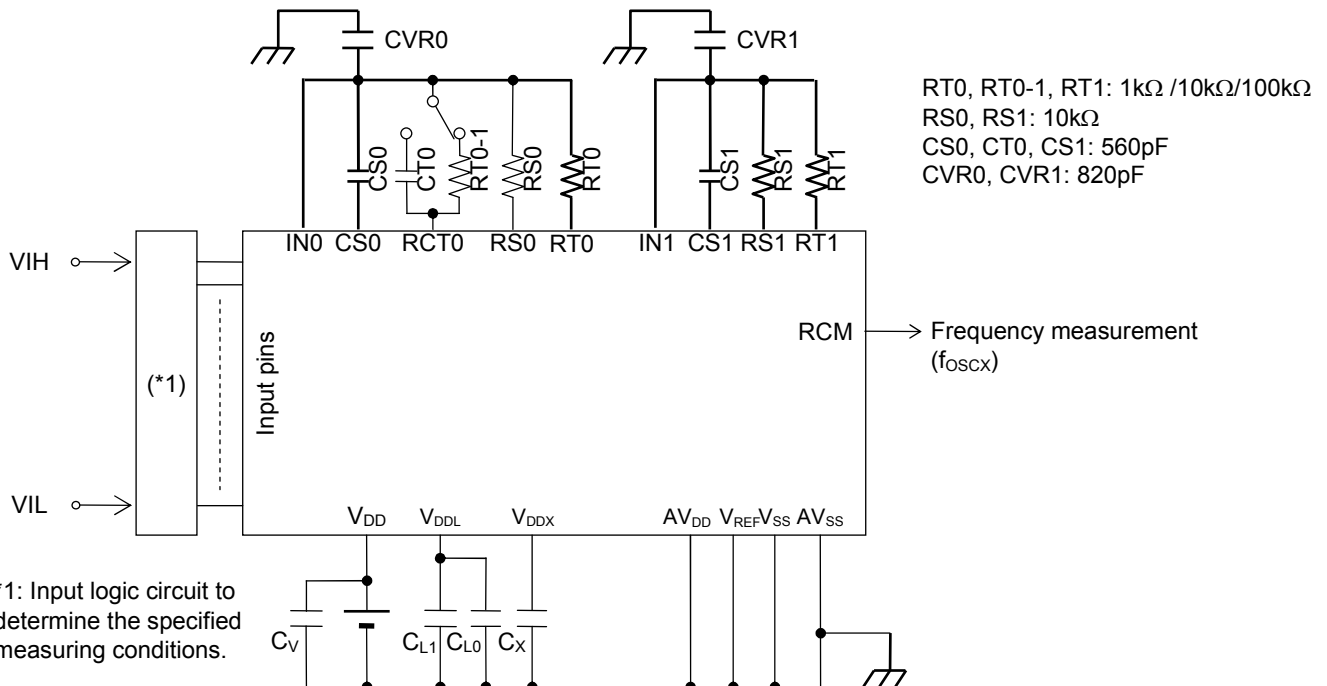 CVR0
CVR1
RT0, RT0-1, RT1: 1kΩ /10kΩ/100kΩ
RS0, RS1: 10kΩ
CS0, CT0, CS1: 560pF
CVR0, CVR1: 820pF
CS0
CT0
RT0-1
RS0
RT0
CS1
RS1
RT1
IN0 CS0 RCT0 RS0 RT0 IN1 CS1 RS1 RT1
VIH
(*1)
Input pins
RCM
Frequency measurement
(fOSCX)
VIL
VDD VDDL VDDX AVDD VREF VSS AVSS
*1: Input logic circuit to
determine the specified
measuring conditions.
CV
CL1 CL0 CX